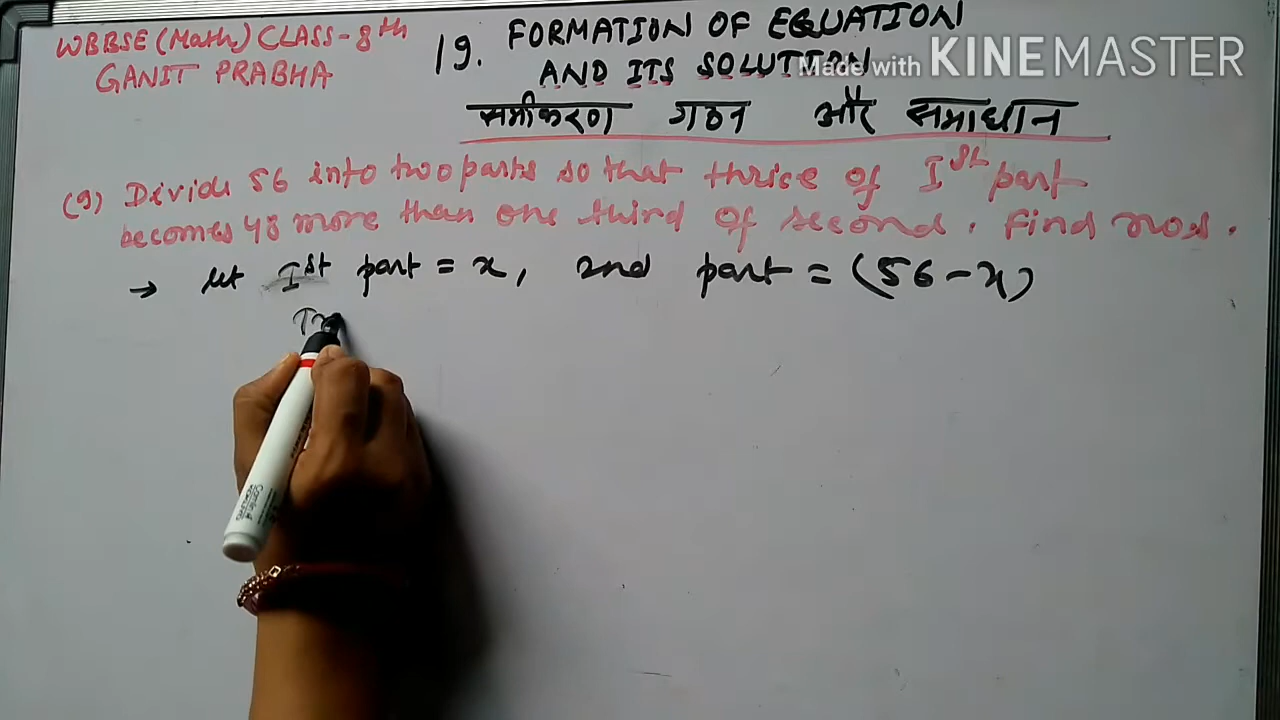 WBBSE (Math) CLASS-8th
GANIT PRABHA
19. FORMATION OF EQUATION
AND ITS SOLUTION
Made with KINEMASTER
समीकरण गठन और समाधान
(9) Divide 56 into two parts so that thrice of Ist part
becomes 48 more than one third of second. Find nos.
→ let Ist part = x, 2nd part = (56-x)